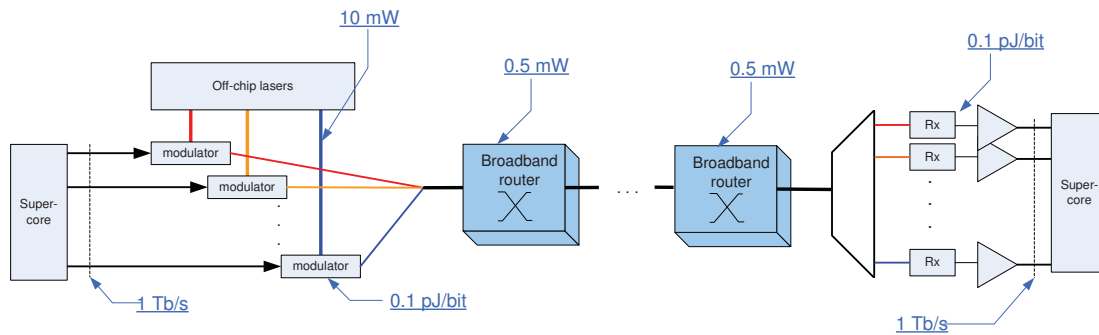 10 mW
0.1 pJ/bit
0.5 mW
0.5 mW
Off-chip lasers
Rx
modulator
Broadband
router
Broadband
router
Rx
modulator
Super-
core
. . .
Super-
core
modulator
Rx
0.1 pJ/bit
1 Tb/s
1 Tb/s